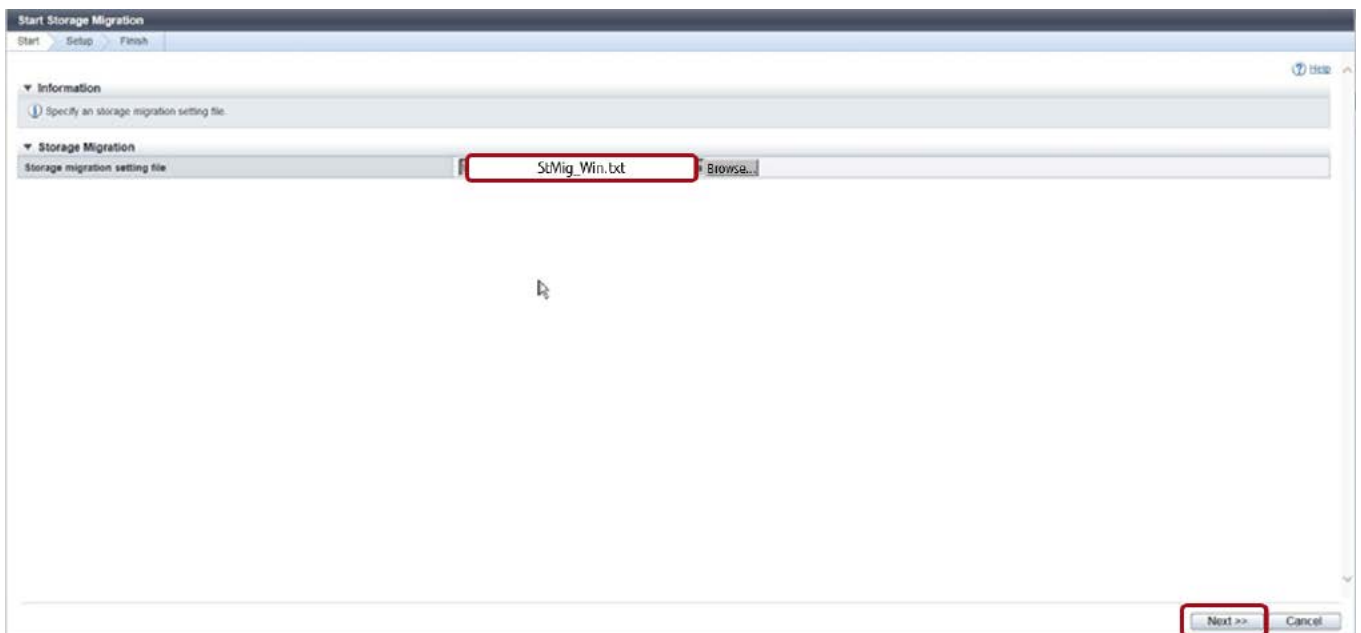 Start Storage Migration
Start Setup Finish
Help
Information
Specify an storage migration setting file.
Storage Migration
Storage migration setting file StMig_Win.txt Browse...
Next >> Cancel